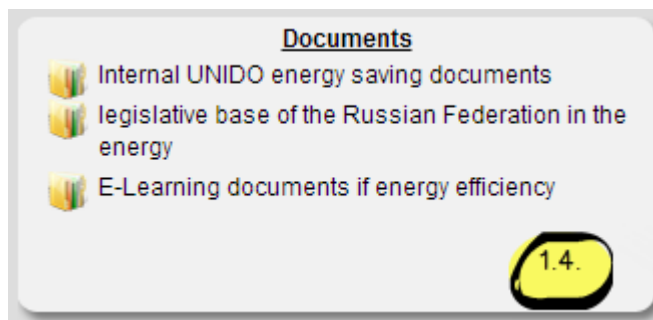 Documents
Internal UNIDO energy saving documents
legislative base of the Russian Federation in the
energy
E-Learning documents if energy efficiency
1.4.